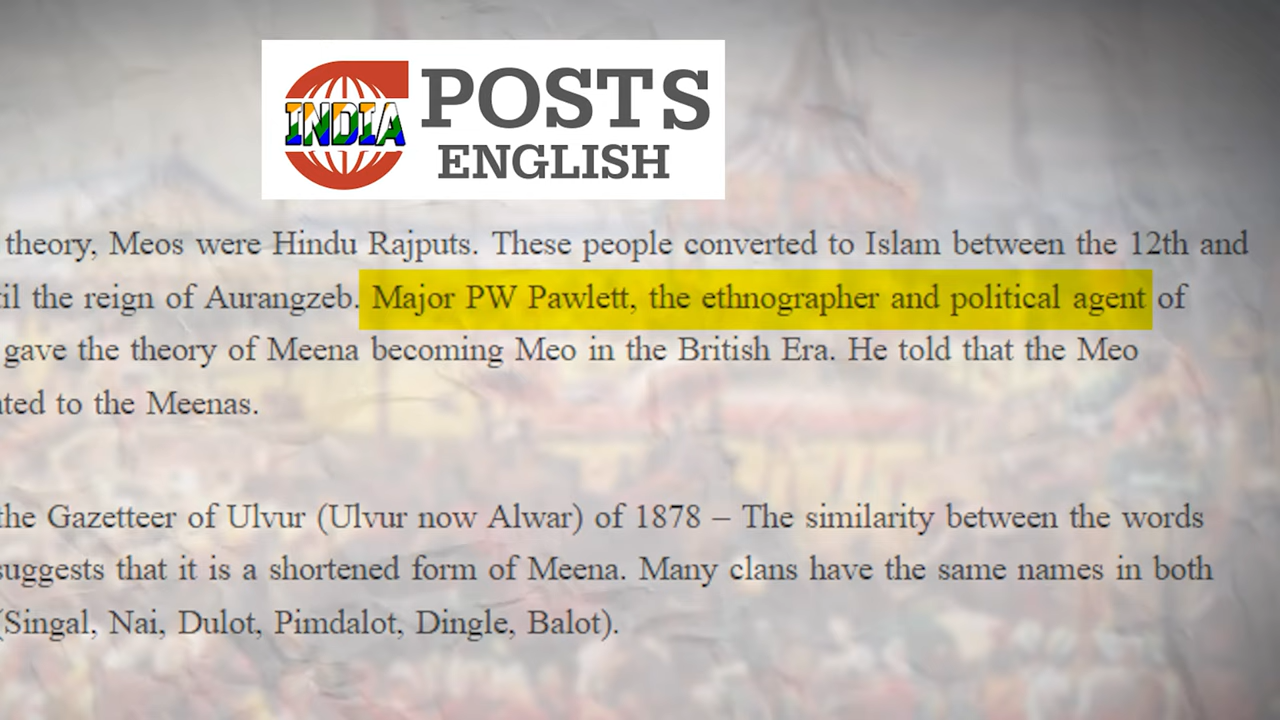 INDIA POSTS
ENGLISH
theory, Meos were Hindu Rajputs. These people converted to Islam between the 12th and
the reign of Aurangzeb. Major PW Pawlett, the ethnographer and political agent of
gave the theory of Meena becoming Meo in the British Era. He told that the Meo
to the Meenas.
the Gazetteer of Ulvur (Ulvur now Alwar) of 1878 – The similarity between the words
suggests that it is a shortened form of Meena. Many clans have the same names in both
(Singal, Nai, Dulot, Pimdalot, Dingle, Balot).